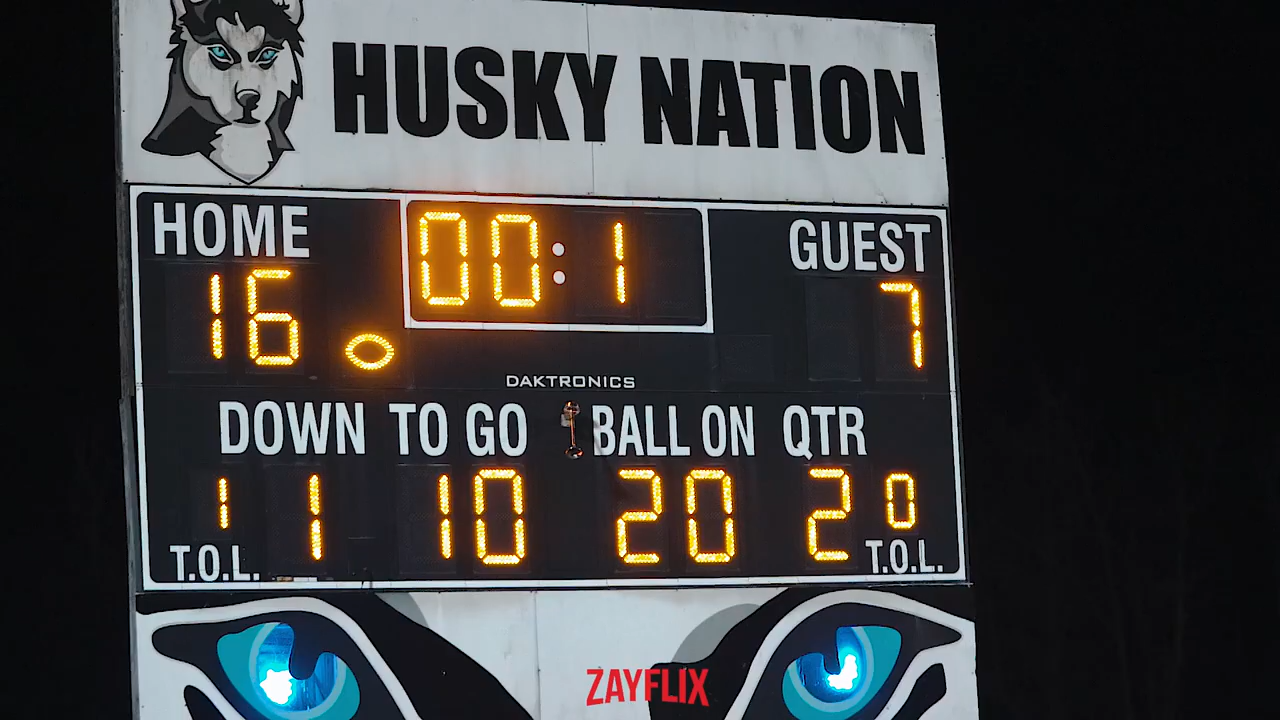 HUSKY NATION
HOME 00:1 GUEST
16 7
DAKTRONICS
DOWN TO GO BALL ON QTR
1 1 10 20 2 0
T.O.L. T.O.L.
ZAYFLIX